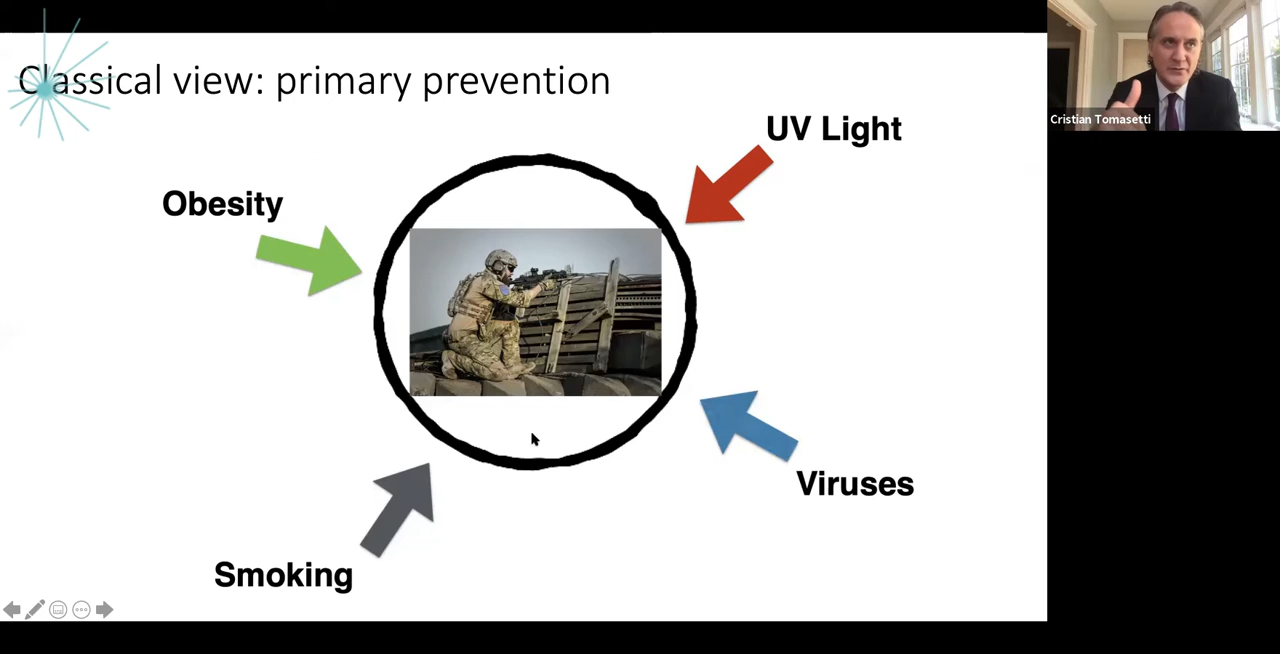 Classical view: primary prevention
Cristian Tomasetti
UV Light
Obesity
Viruses
Smoking